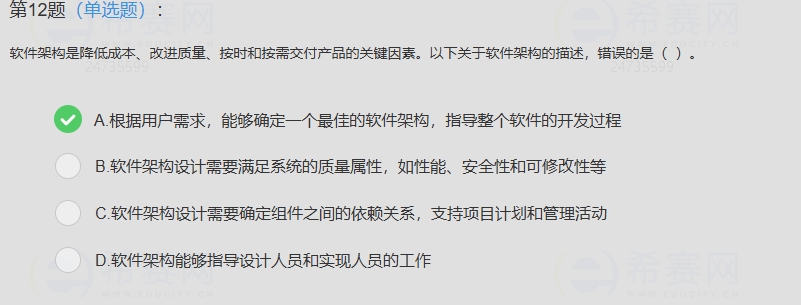 第12题（单选题）：
软件架构是降低成本、改进质量、按时和按需交付产品的关键因素。以下关于软件架构的描述，错误的是（ ）。
A.根据用户需求，能够确定一个最佳的软件架构，指导整个软件的开发过程
B.软件架构设计需要满足系统的质量属性，如性能、安全性和可修改性等
C.软件架构设计需要确定组件之间的依赖关系，支持项目计划和管理活动
D.软件架构能够指导设计人员和实现人员的工作
希赛网
WWW.EDUCITY.CN